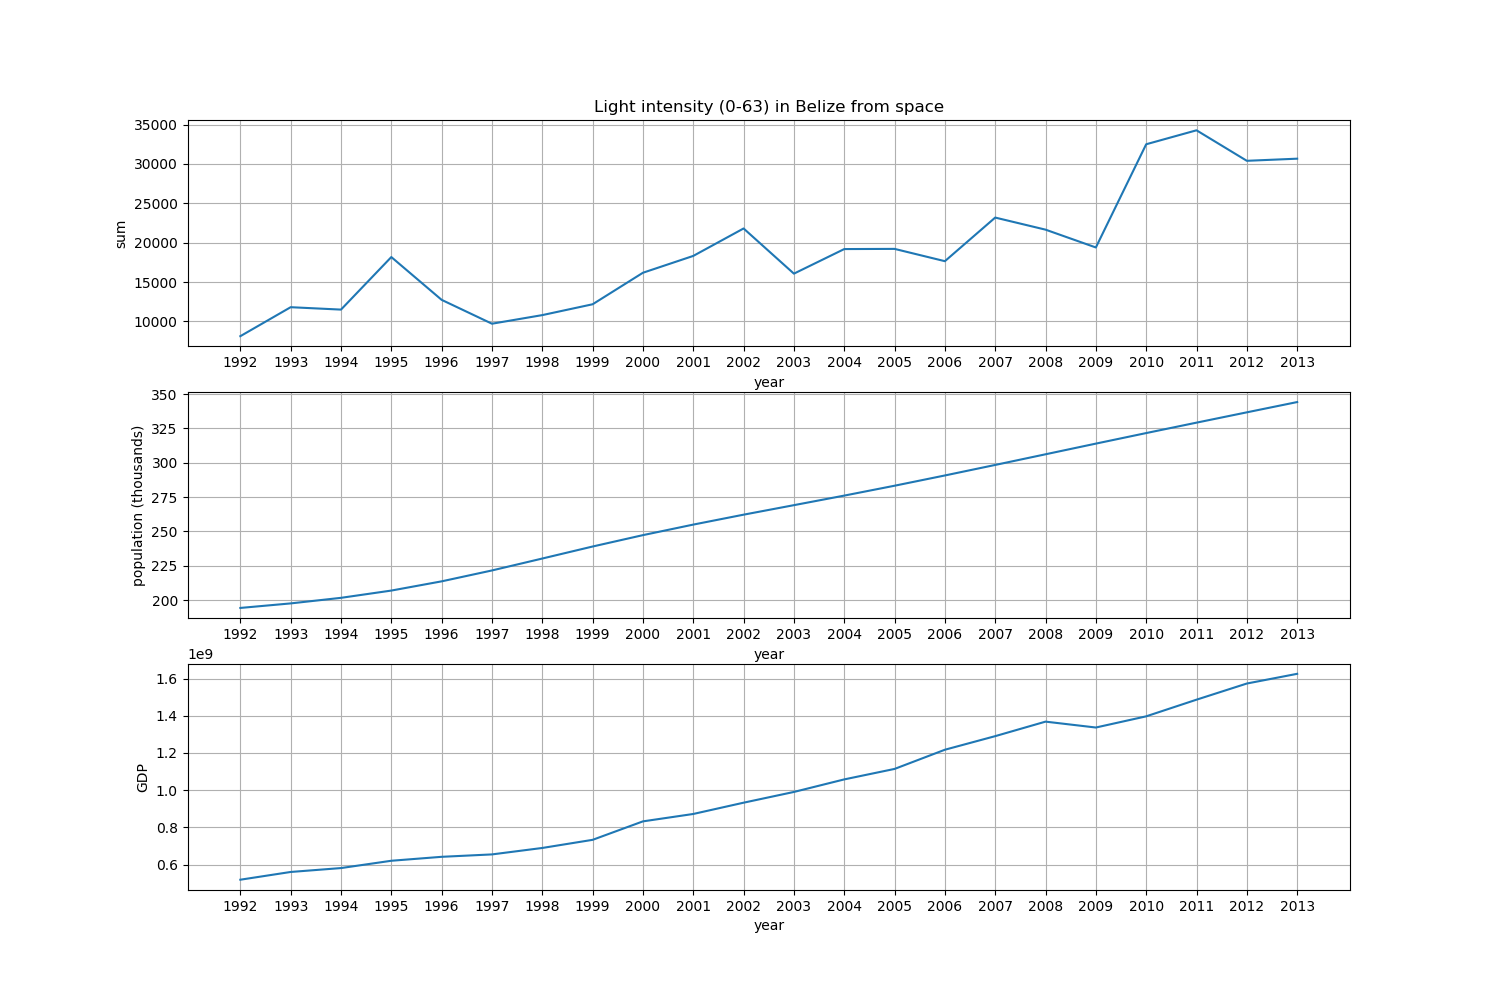 Light intensity (0-63) in Belize from space
35000
30000
25000
20000
15000
10000
sum
1992 1993 1994 1995 1996 1997 1998 1999 2000 2001 2002 2003 2004 2005 2006 2007 2008 2009 2010 2011 2012 2013
year
350
325
300
275
250
225
200
population (thousands)
1992 1993 1994 1995 1996 1997 1998 1999 2000 2001 2002 2003 2004 2005 2006 2007 2008 2009 2010 2011 2012 2013
year
1e9
1.6
1.4
1.2
1.0
0.8
0.6
GDP
1992 1993 1994 1995 1996 1997 1998 1999 2000 2001 2002 2003 2004 2005 2006 2007 2008 2009 2010 2011 2012 2013
year